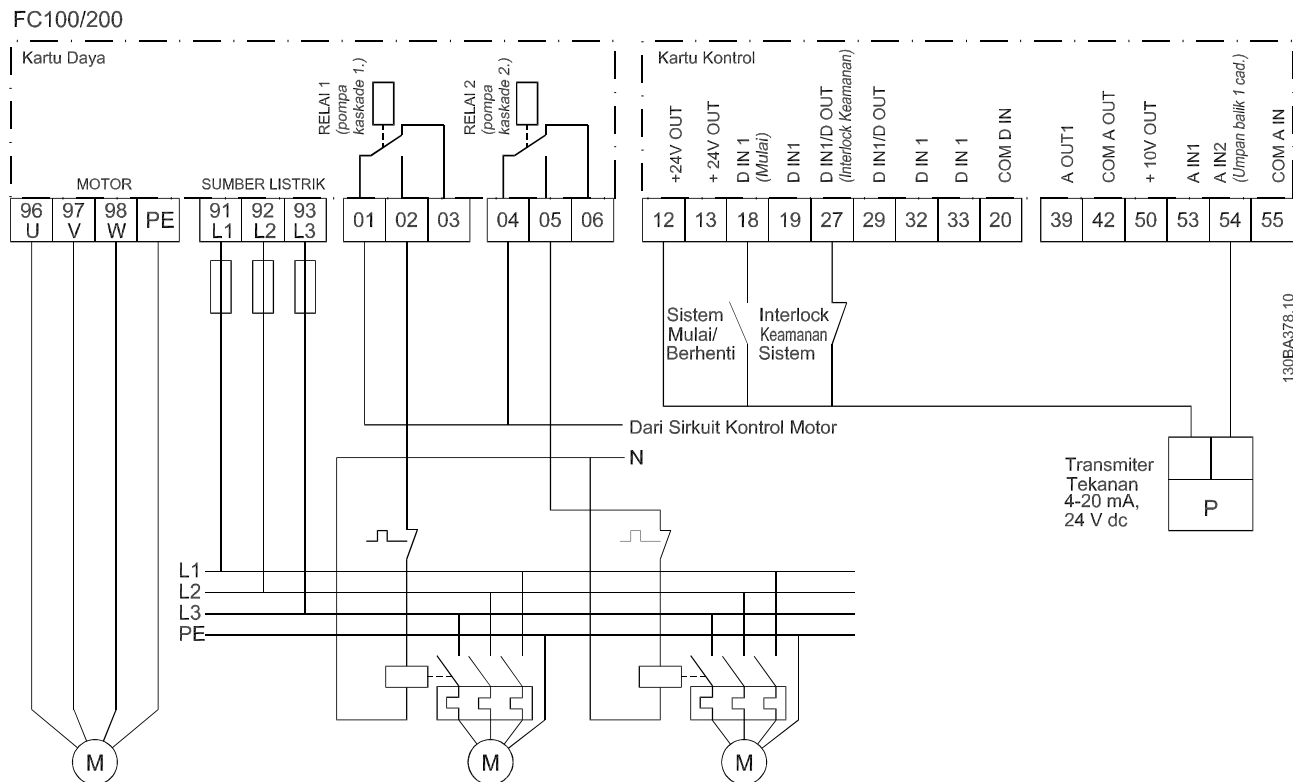 FC100/200
Kartu Daya
RELAI 1
(pompa
kaskade 1.)
RELAI 2
(pompa
kaskade 2.)
MOTOR
SUMBER LISTRIK
96 97 98 PE
U V W
91 92 93
L1 L2 L3
01 02 03
04 05 06
Kartu Kontrol
+24V OUT
+ 24V OUT
D IN 1
(Mulai)
D IN1
D IN1/D OUT
(Interlock Keamanan)
D IN1/D OUT
D IN 1
D IN 1
COM D IN
A OUT1
COM A OUT
+ 10V OUT
A IN1
A IN2
(Umpan balik 1 cad.)
COM A IN
12 13 18 19 27 29 32 33 20
39 42 50 53 54 55
Sistem
Mulai/
Berhenti
Interlock
Keamanan
Sistem
130BA378.10
Dari Sirkuit Kontrol Motor
N
Transmiter
Tekanan
4-20 mA,
24 V dc
P
L1
L2
L3
PE
M
M
M